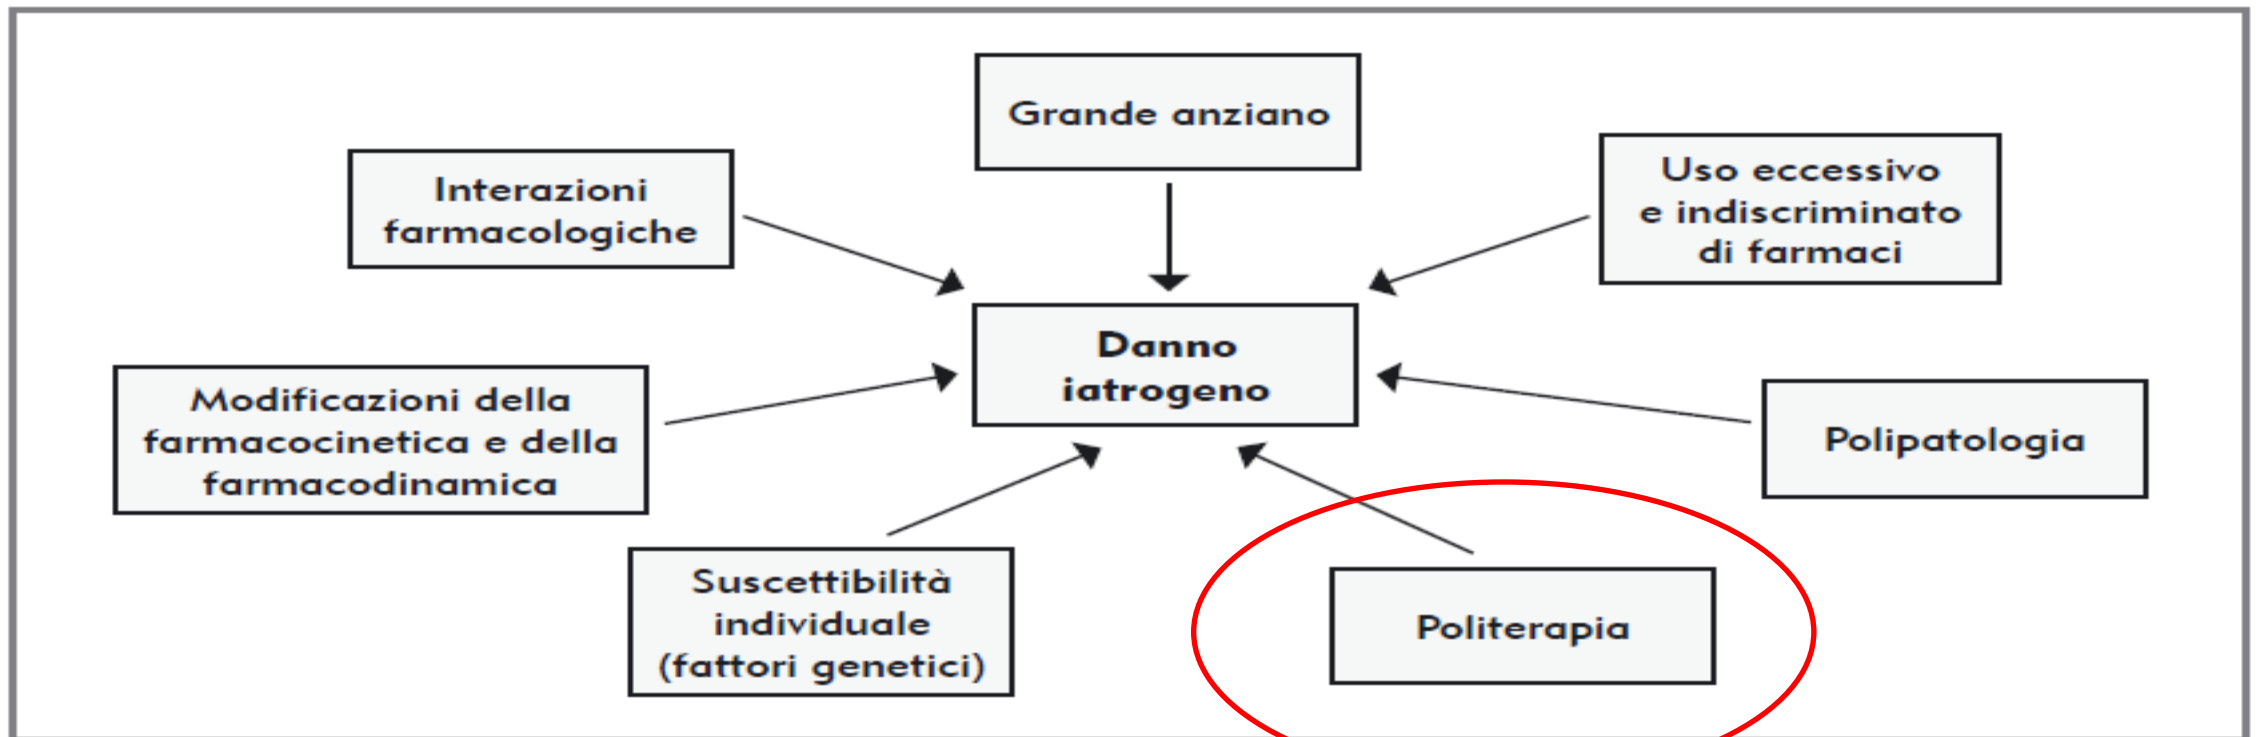 Grande anziano
Interazioni
farmacologiche
Uso eccessivo
e indiscriminato
di farmaci
Danno
iatrogeno
Modificazioni della
farmacocinetica e della
farmacodinamica
Polipatologia
Suscettibilità
individuale
(fattori genetici)
Politerapia